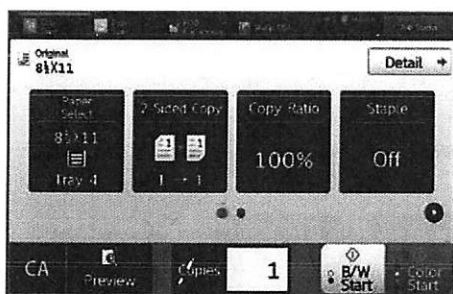 Original
8½X11
Detail
Paper Select
8½X11
Tray 4
2-Sided Copy
1 → 1
Copy Ratio
100%
Staple
Off
CA
Preview
Copies
1
B/W Start
Color Start